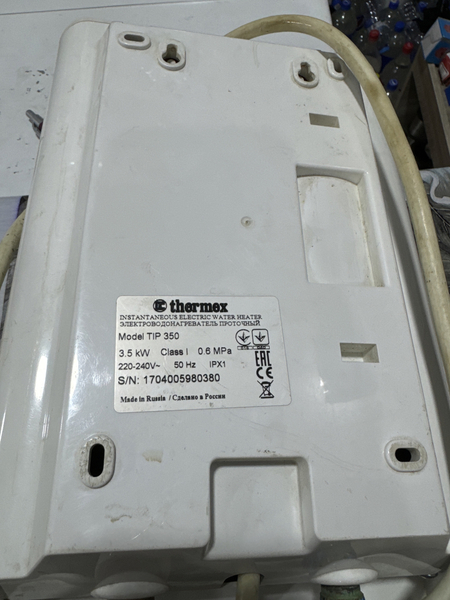 thermex
INSTANTANEOUS ELECTRIC WATER HEATER
ЭЛЕКТРОВОДОНАГРЕВАТЕЛЬ ПРОТОЧНЫЙ
Model TIP 350
3.5 kW Class I 0.6 MPa
220-240V~ 50 Hz IPX1
S/N: 1704005980380
EAC
CE
Made in Russia / Сделано в России